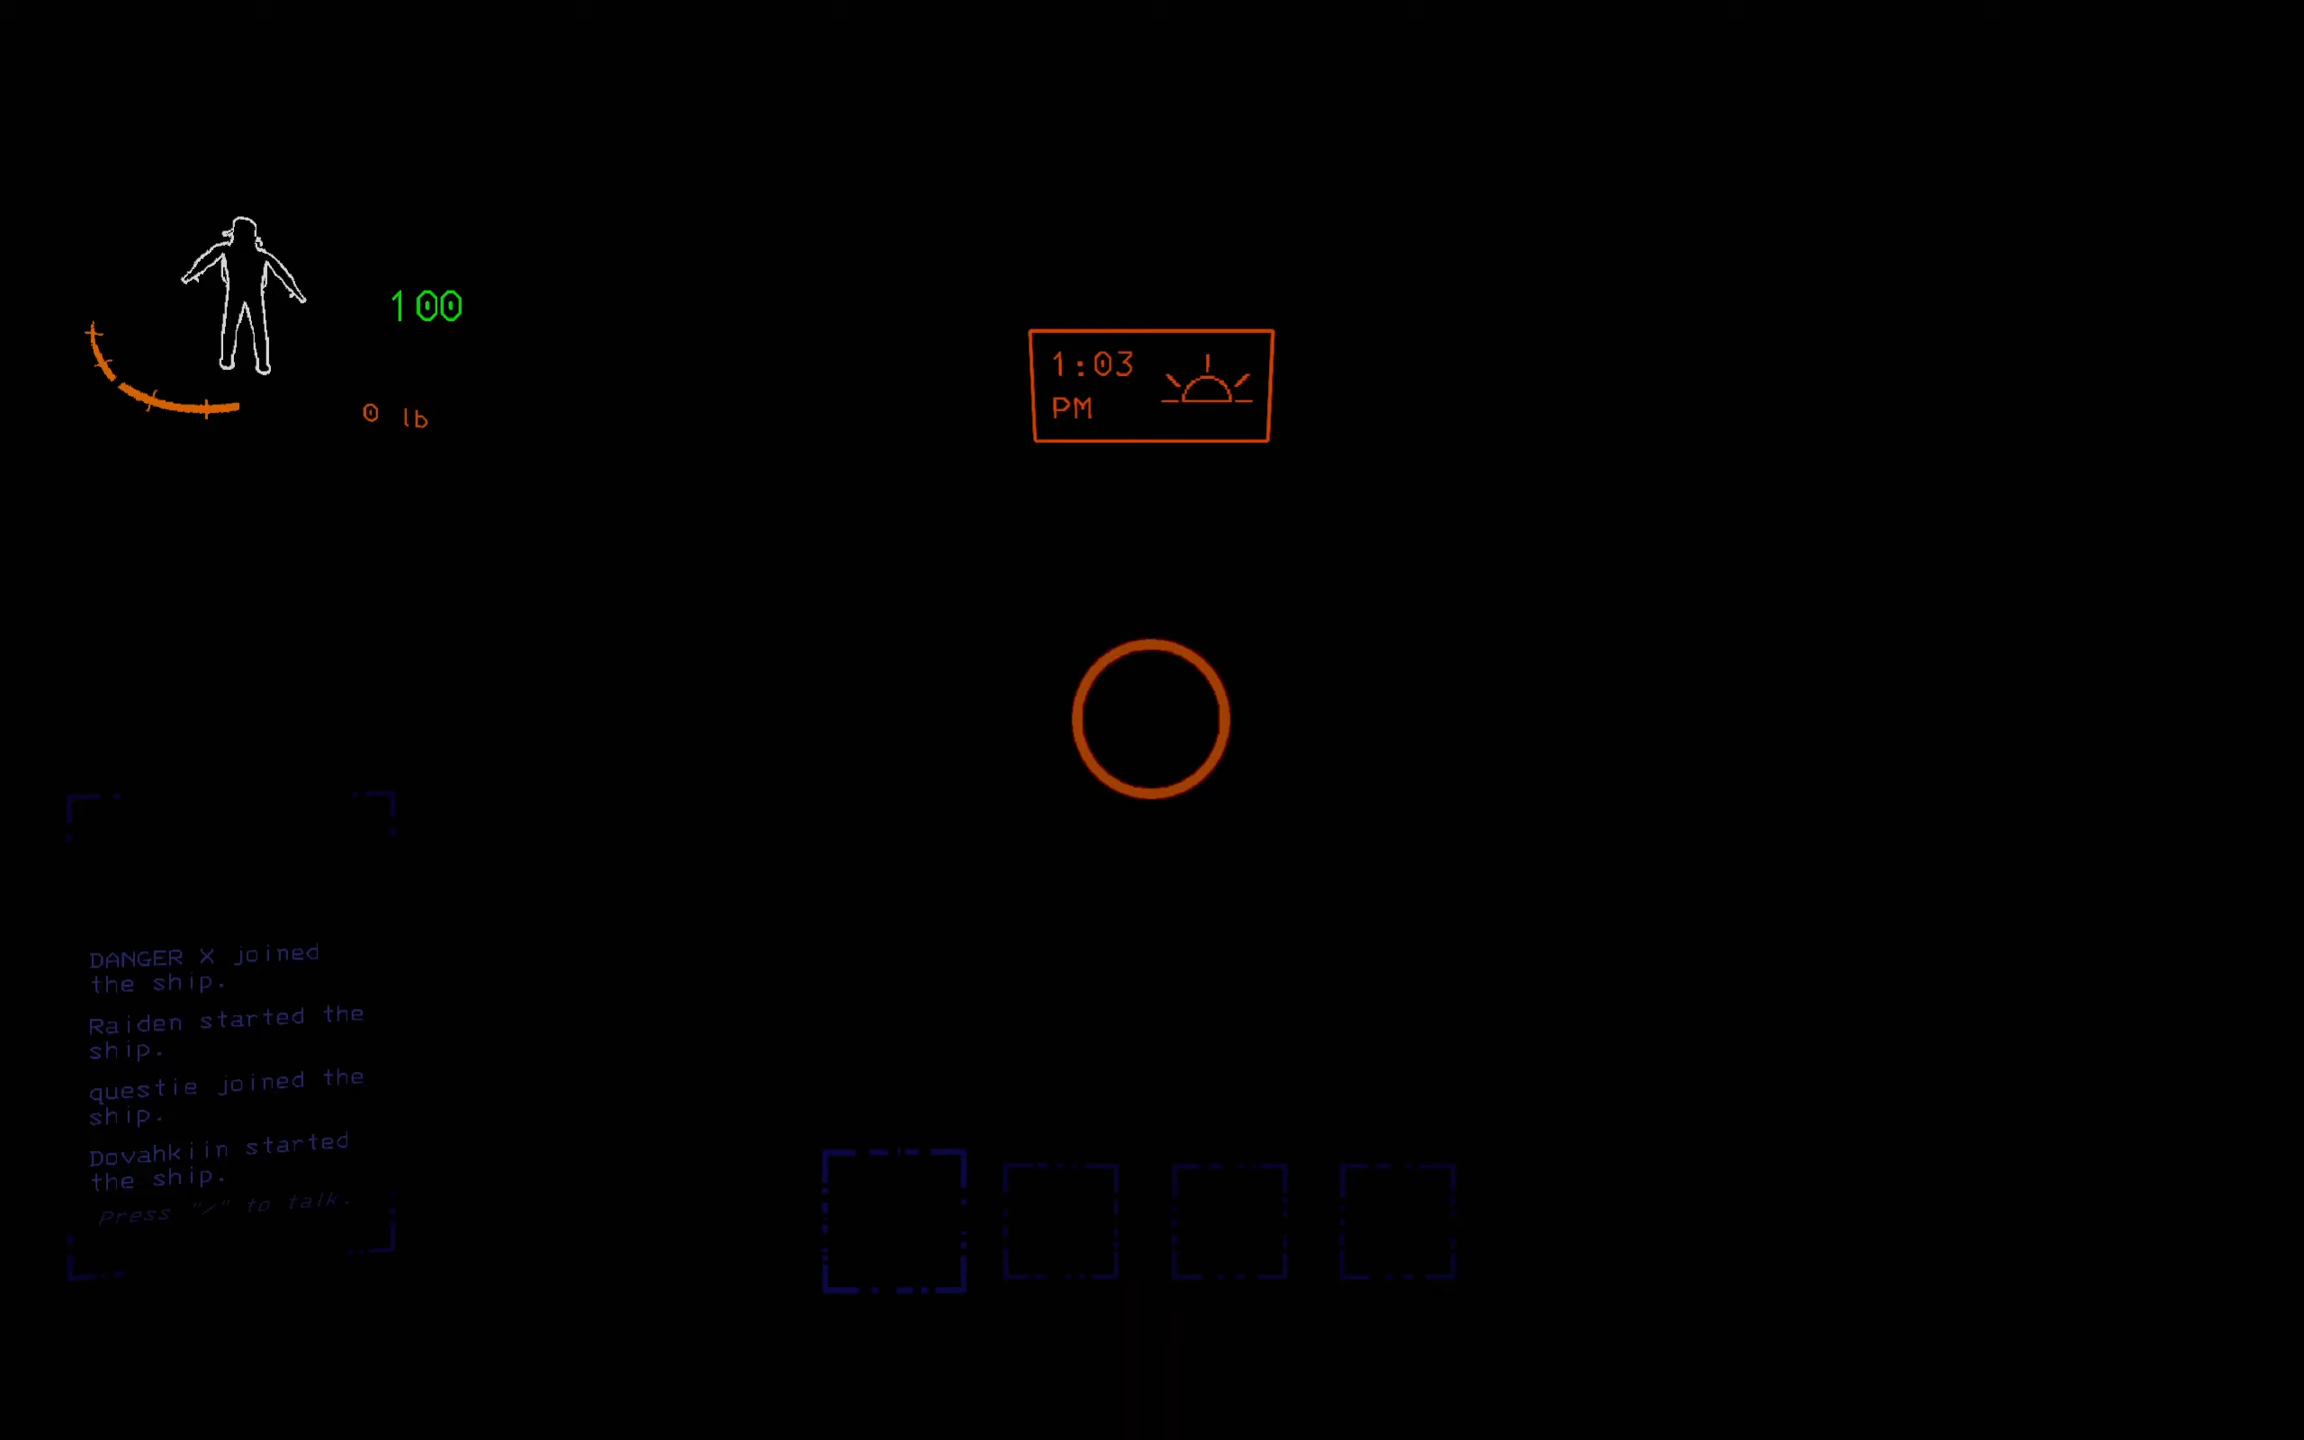 100
0 lb
1:03
PM
DANGER X joined
the ship.
Raiden started the
ship.
questie joined the
ship.
Dovahkiin started
the ship.
Press "/" to talk.